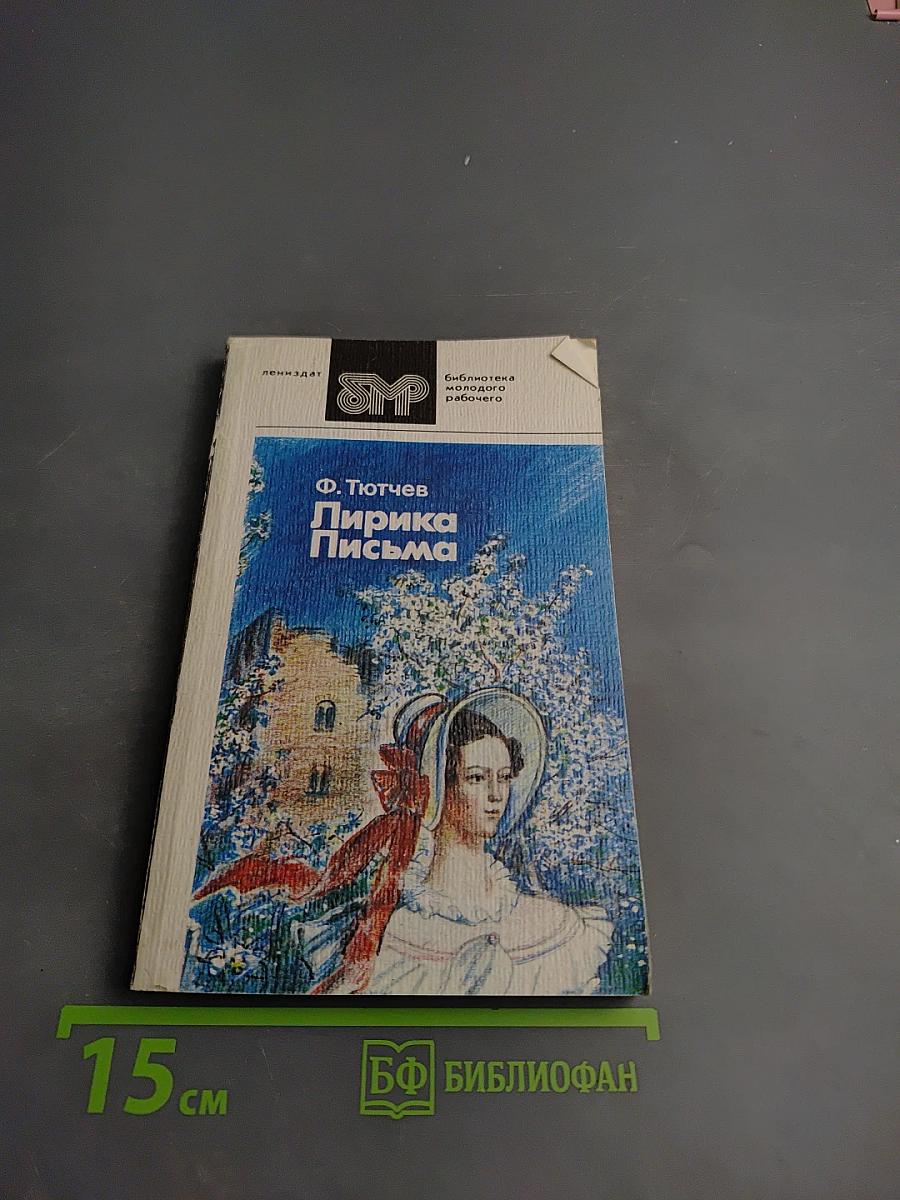 лениздат
бмр
библиотека
молодого
рабочего
Ф. Тютчев
Лирика
Письма
15 см
БФ БИБЛИОФАН